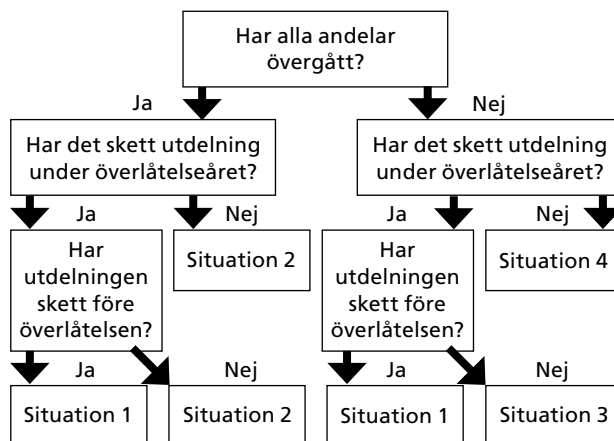 Har alla andelar
övergått?
Ja
Nej
Har det skett utdelning
under överlåtelseåret?
Har det skett utdelning
under överlåtelseåret?
Ja
Nej
Ja
Nej
Har
utdelningen
skett före
överlåtelsen?
Situation 2
Har
utdelningen
skett före
överlåtelsen?
Situation 4
Ja
Nej
Ja
Nej
Situation 1
Situation 2
Situation 1
Situation 3